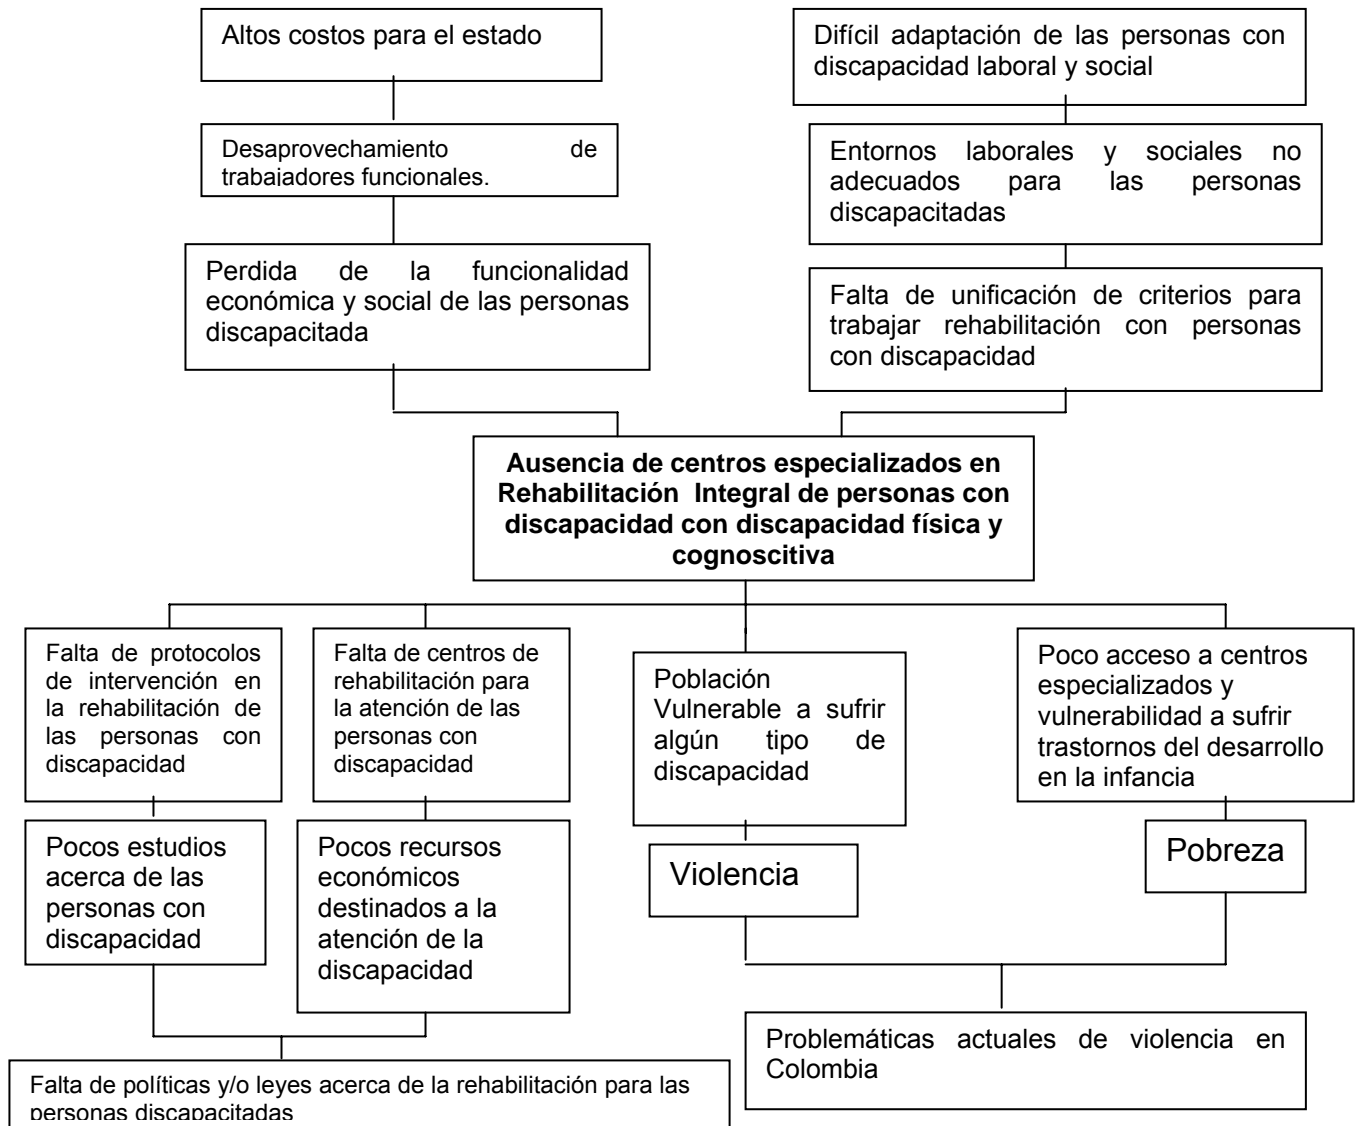 Altos costos para el estado
Desaprovechamiento de
trabajadores funcionales.
Perdida de la funcionalidad
económica y social de las personas
discapacitada
Difícil adaptación de las personas con
discapacidad laboral y social
Entornos laborales y sociales no
adecuados para las personas
discapacitadas
Falta de unificación de criterios para
trabajar rehabilitación con personas
con discapacidad
Ausencia de centros especializados en
Rehabilitación Integral de personas con
discapacidad con discapacidad física y
cognoscitiva
Falta de protocolos
de intervención en
la rehabilitación de
las personas con
discapacidad
Falta de centros de
rehabilitación para
la atención de las
personas con
discapacidad
Población
Vulnerable a sufrir
algún tipo de
discapacidad
Poco acceso a centros
especializados y
vulnerabilidad a sufrir
trastornos del desarrollo
en la infancia
Pocos estudios
acerca de las
personas con
discapacidad
Pocos recursos
económicos
destinados a la
atención de la
discapacidad
Violencia
Pobreza
Falta de políticas y/o leyes acerca de la rehabilitación para las
personas discapacitadas
Problemáticas actuales de violencia en
Colombia